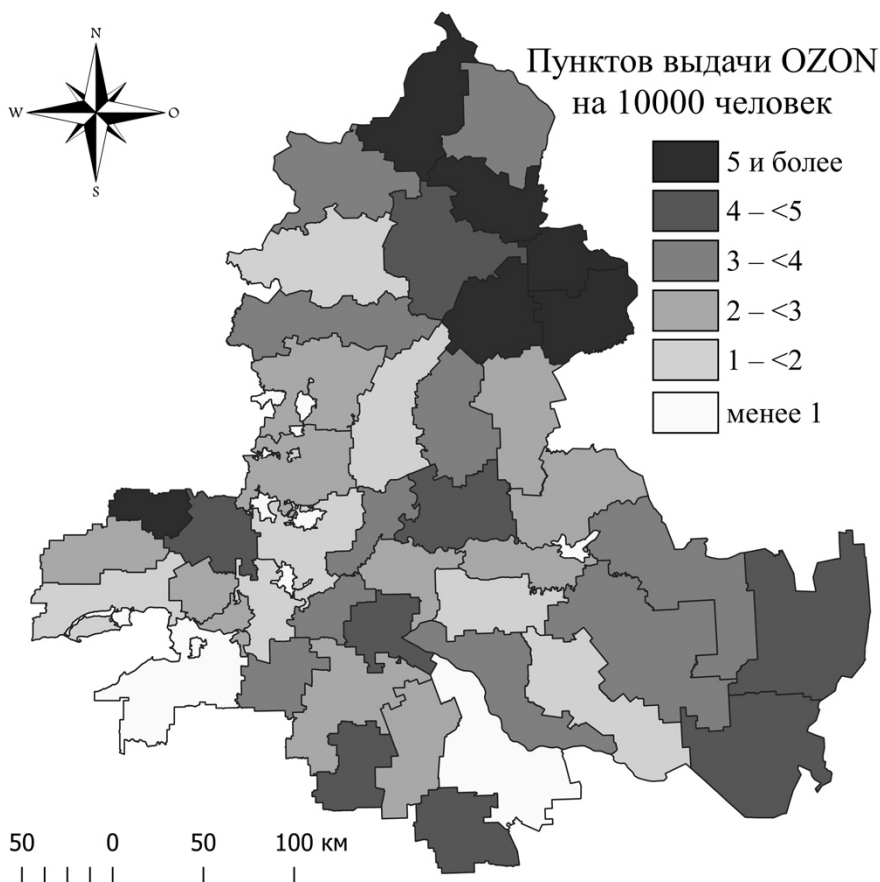 N
W
O
S
Пунктов выдачи OZON
на 10000 человек
5 и более
4 – <5
3 – <4
2 – <3
1 – <2
менее 1
50 0 50 100 км